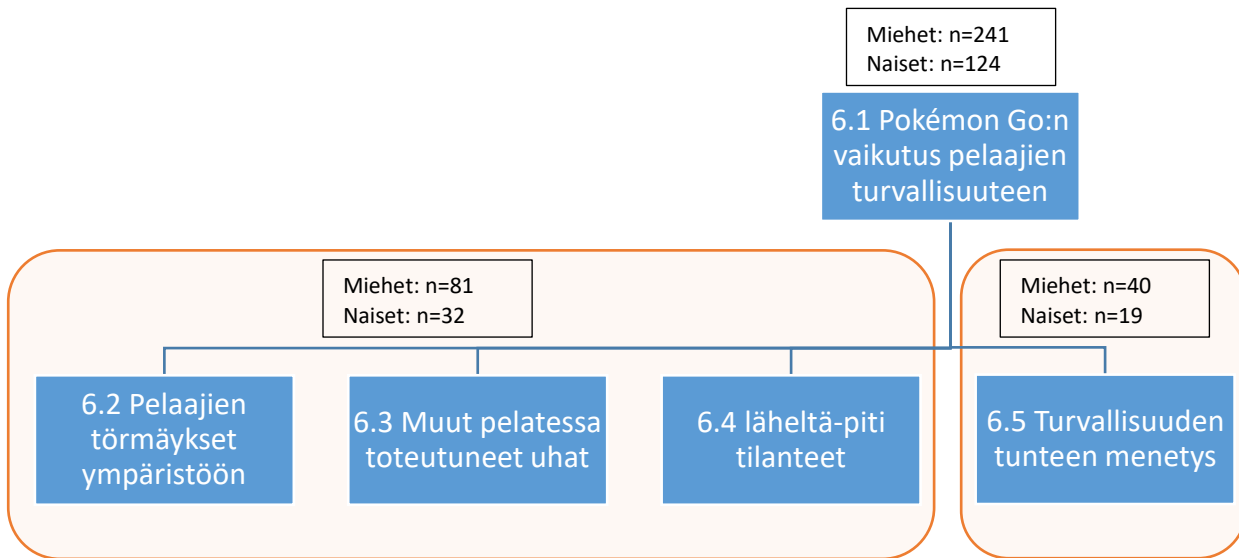 Miehet: n=241
Naiset: n=124
6.1 Pokémon Go:n
vaikutus pelaajien
turvallisuuteen
Miehet: n=81
Naiset: n=32
Miehet: n=40
Naiset: n=19
6.2 Pelaajien
törmäykset
ympäristöön
6.3 Muut pelatessa
toteutuneet uhat
6.4 läheltä-piti
tilanteet
6.5 Turvallisuuden
tunteen menetys